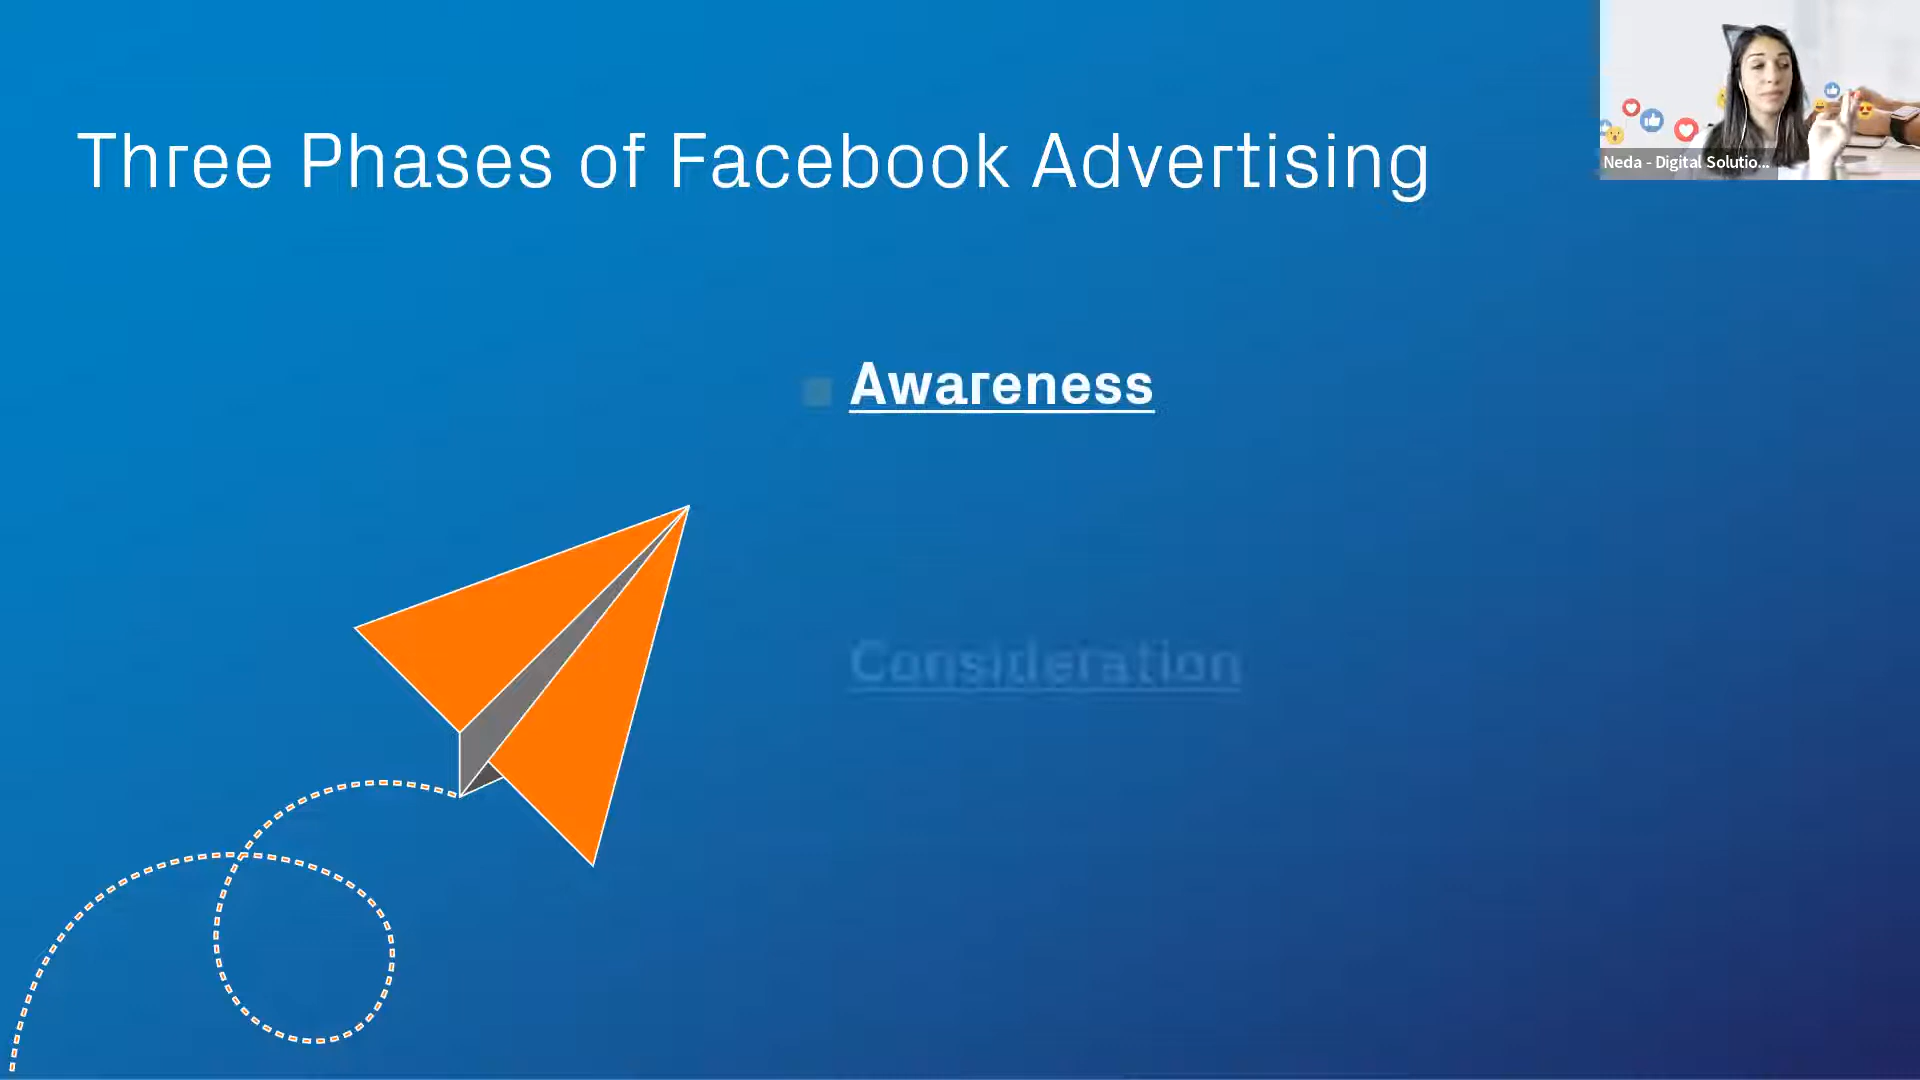 Three Phases of Facebook Advertising
Neda - Digital Solutio...
Awareness
Consideration